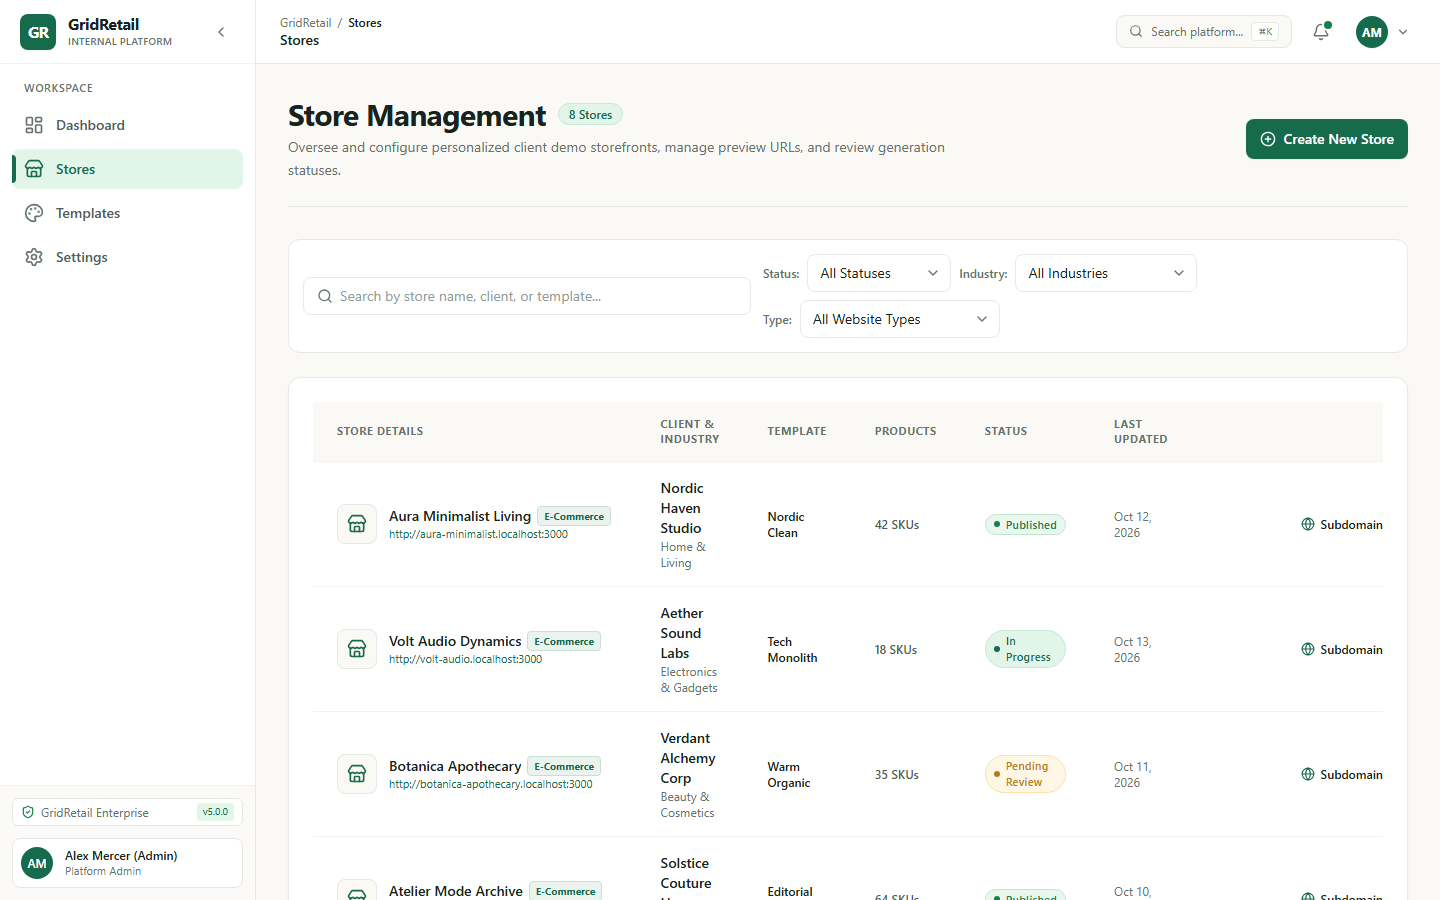 GR
GridRetail
INTERNAL PLATFORM
GridRetail / Stores
Stores
Search platform... ⌘K
AM
WORKSPACE
Dashboard
Stores
Templates
Settings
Store Management
8 Stores
Oversee and configure personalized client demo storefronts, manage preview URLs, and review generation
statuses.
Create New Store
Search by store name, client, or template...
Status: All Statuses
Industry: All Industries
Type: All Website Types
STORE DETAILS
CLIENT &
INDUSTRY
TEMPLATE
PRODUCTS
STATUS
LAST
UPDATED
Aura Minimalist Living E-Commerce
http://aura-minimalist.localhost:3000
Nordic
Haven
Studio
Home &
Living
Nordic
Clean
42 SKUs
Published
Oct 12,
2026
Subdomain
Volt Audio Dynamics E-Commerce
http://volt-audio.localhost:3000
Aether
Sound
Labs
Electronics
& Gadgets
Tech
Monolith
18 SKUs
In
Progress
Oct 13,
2026
Subdomain
Botanica Apothecary E-Commerce
http://botanica-apothecary.localhost:3000
Verdant
Alchemy
Corp
Beauty &
Cosmetics
Warm
Organic
35 SKUs
Pending
Review
Oct 11,
2026
Subdomain
Atelier Mode Archive E-Commerce
Solstice
Couture
Editorial
64 SKUs
Published
Oct 10,
Subdomain
GridRetail Enterprise v5.0.0
AM
Alex Mercer (Admin)
Platform Admin